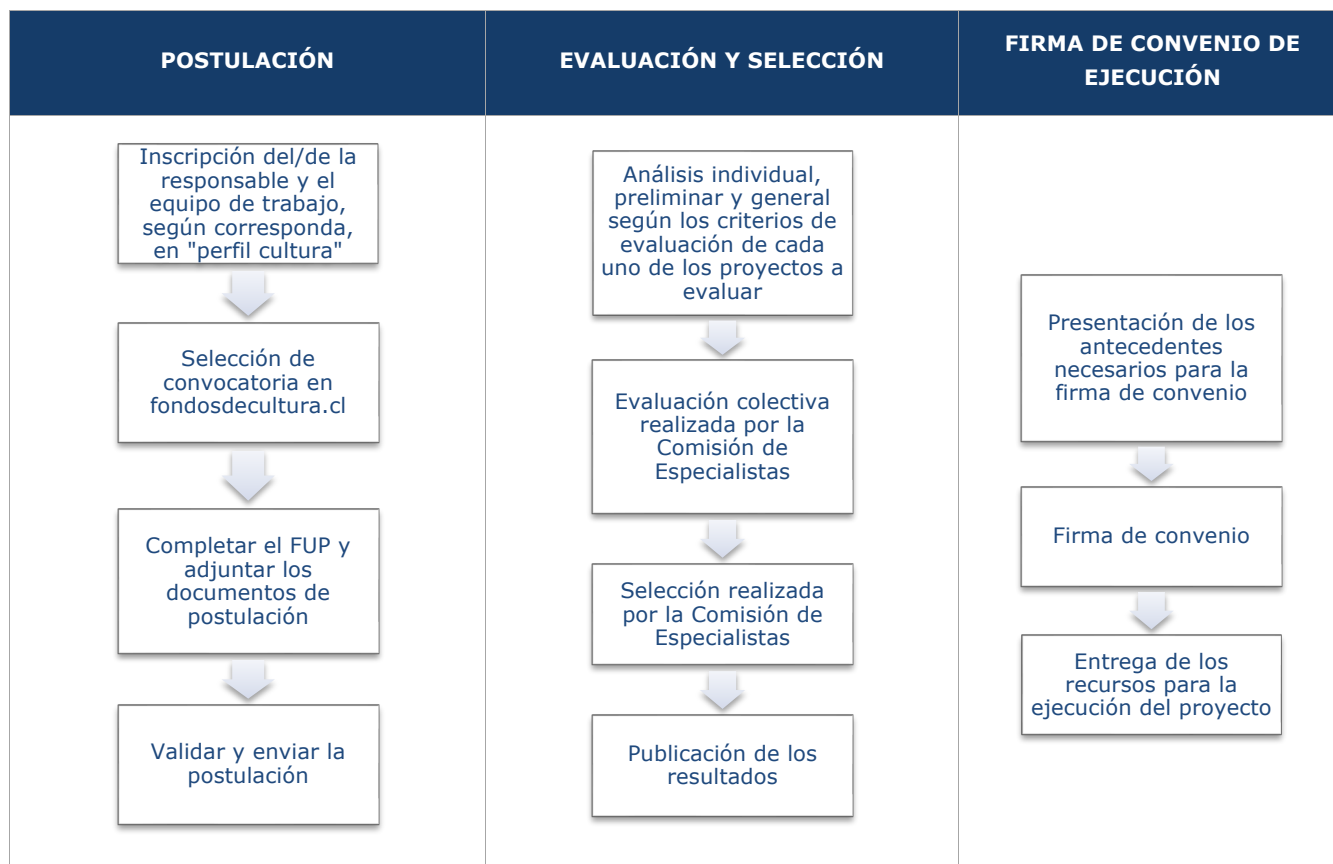 POSTULACIÓN
Inscripción del/de la
responsable y el
equipo de trabajo,
según corresponda,
en "perfil cultura"
Selección de
convocatoria en
fondosdecultura.cl
Completar el FUP y
adjuntar los
documentos de
postulación
Validar y enviar la
postulación
EVALUACIÓN Y SELECCIÓN
Análisis individual,
preliminar y general
según los criterios de
evaluación de cada
uno de los proyectos a
evaluar
Evaluación colectiva
realizada por la
Comisión de
Especialistas
Selección realizada
por la Comisión de
Especialistas
Publicación de los
resultados
FIRMA DE CONVENIO DE
EJECUCIÓN
Presentación de los
antecedentes
necesarios para la
firma de convenio
Firma de convenio
Entrega de los
recursos para la
ejecución del proyecto